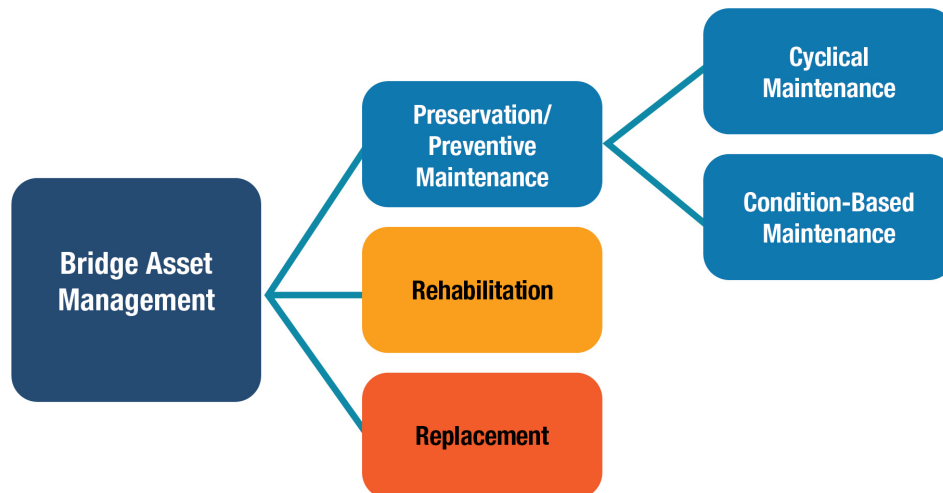 Bridge Asset
Management
Preservation/
Preventive
Maintenance
Rehabilitation
Replacement
Cyclical
Maintenance
Condition-Based
Maintenance